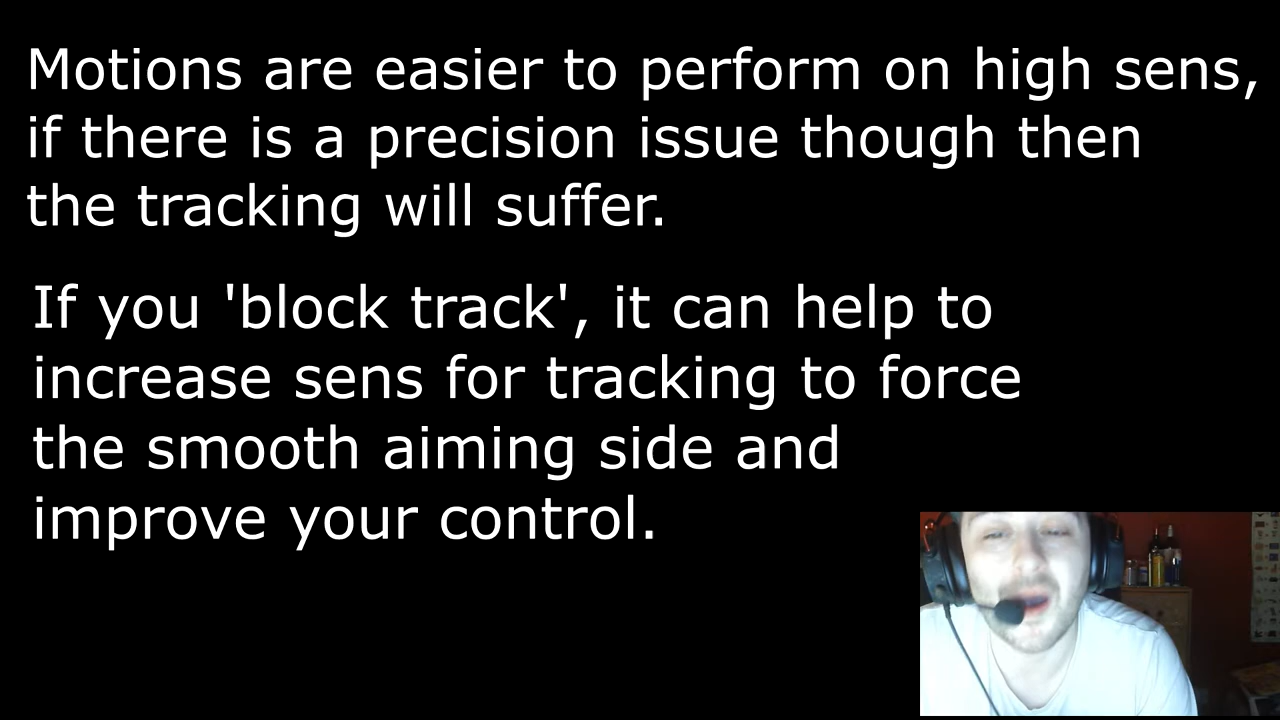 Motions are easier to perform on high sens,
if there is a precision issue though then
the tracking will suffer.
If you 'block track', it can help to
increase sens for tracking to force
the smooth aiming side and
improve your control.